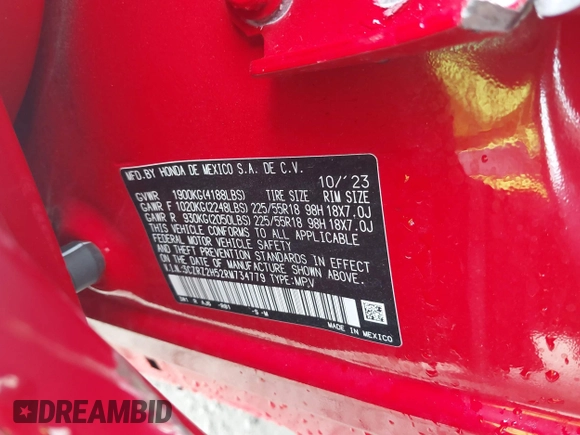 MFD.BY HONDA DE MEXICO S.A. DE C.V.
10/'23
GVWR 1900KG(4188LBS) TIRE SIZE RIM SIZE
GAWR F 1020KG(2248LBS) 225/55R18 98H 18X7.0J
GAWR R 930KG(2050LBS) 225/55R18 98H 18X7.0J
THIS VEHICLE CONFORMS TO ALL APPLICABLE
FEDERAL MOTOR VEHICLE SAFETY
AND THEFT PREVENTION STANDARDS IN EFFECT
ON THE DATE OF MANUFACTURE SHOWN ABOVE.
V.I.N:3CZRZ2H52RM734779 TYPE:MPV
-S -M
MADE IN MEXICO
DREAMBID